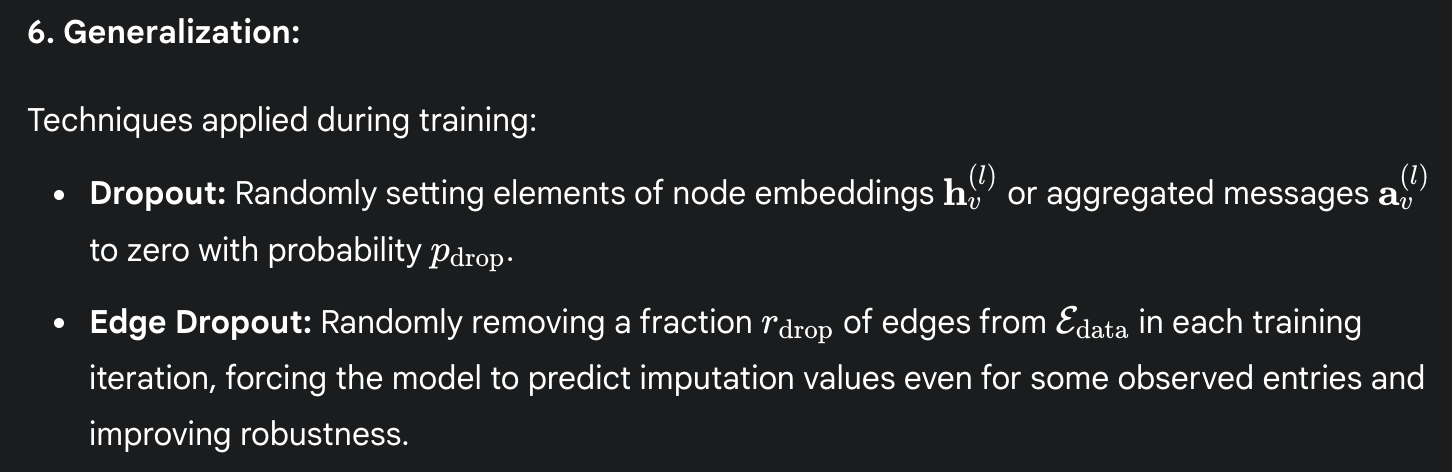 6. Generalization:
Techniques applied during training:
• Dropout: Randomly setting elements of node embeddings $\mathbf{h}_v^{(l)}$ or aggregated messages $\mathbf{a}_v^{(l)}$
to zero with probability $p_{\text{drop}}$.
• Edge Dropout: Randomly removing a fraction $r_{\text{drop}}$ of edges from $\mathcal{E}_{\text{data}}$ in each training
iteration, forcing the model to predict imputation values even for some observed entries and
improving robustness.